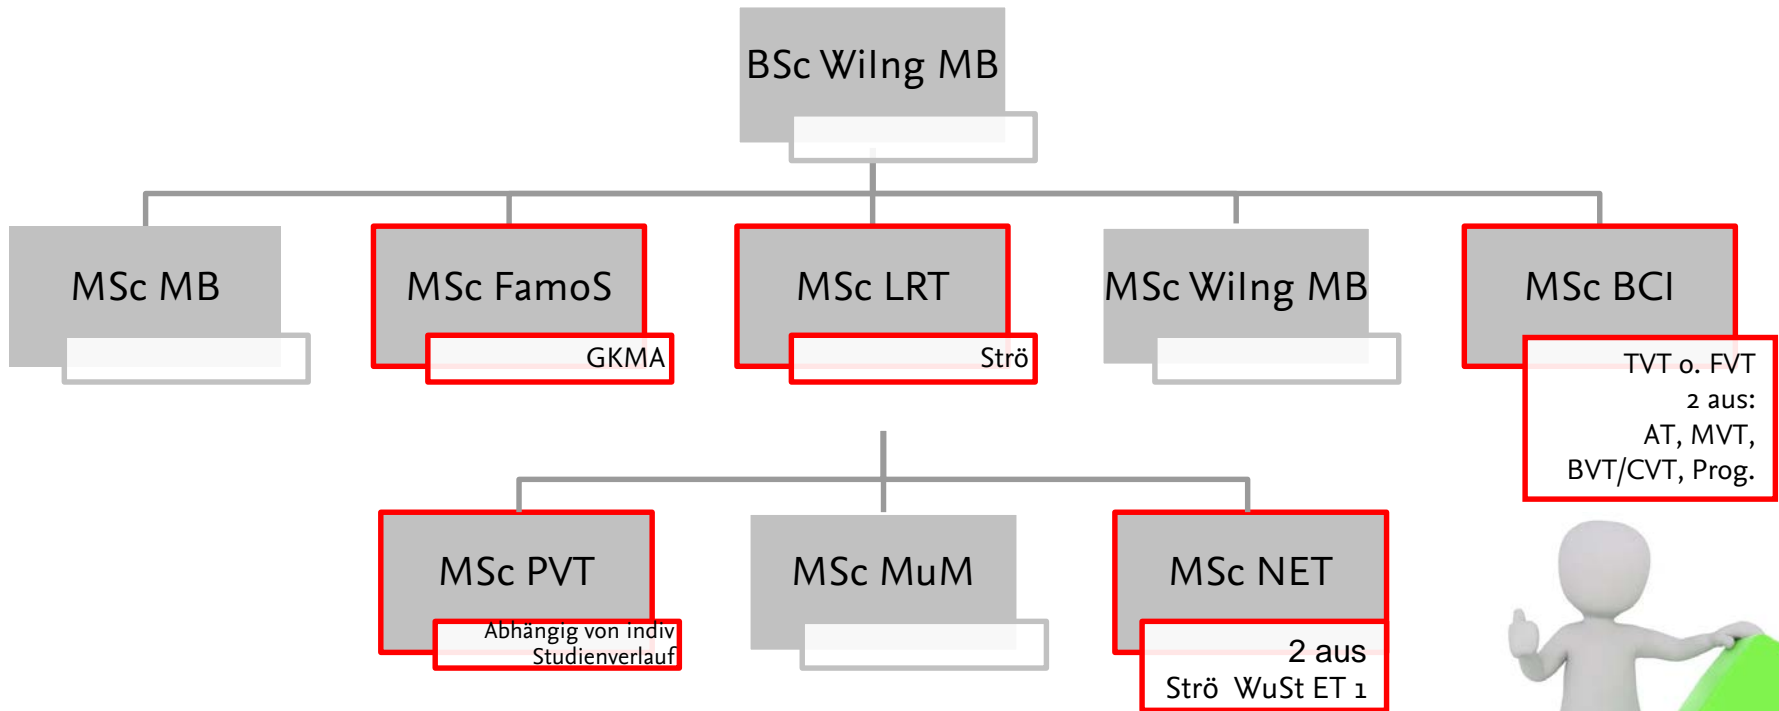 BSc WiIng MB
MSc MB
MSc FamoS
GKMA
MSc LRT
Strö
MSc WiIng MB
MSc BCI
TVT o. FVT
2 aus:
AT, MVT,
BVT/CVT, Prog.
MSc PVT
Abhängig von indiv
Studienverlauf
MSc MuM
MSc NET
2 aus
Strö WuSt ET 1